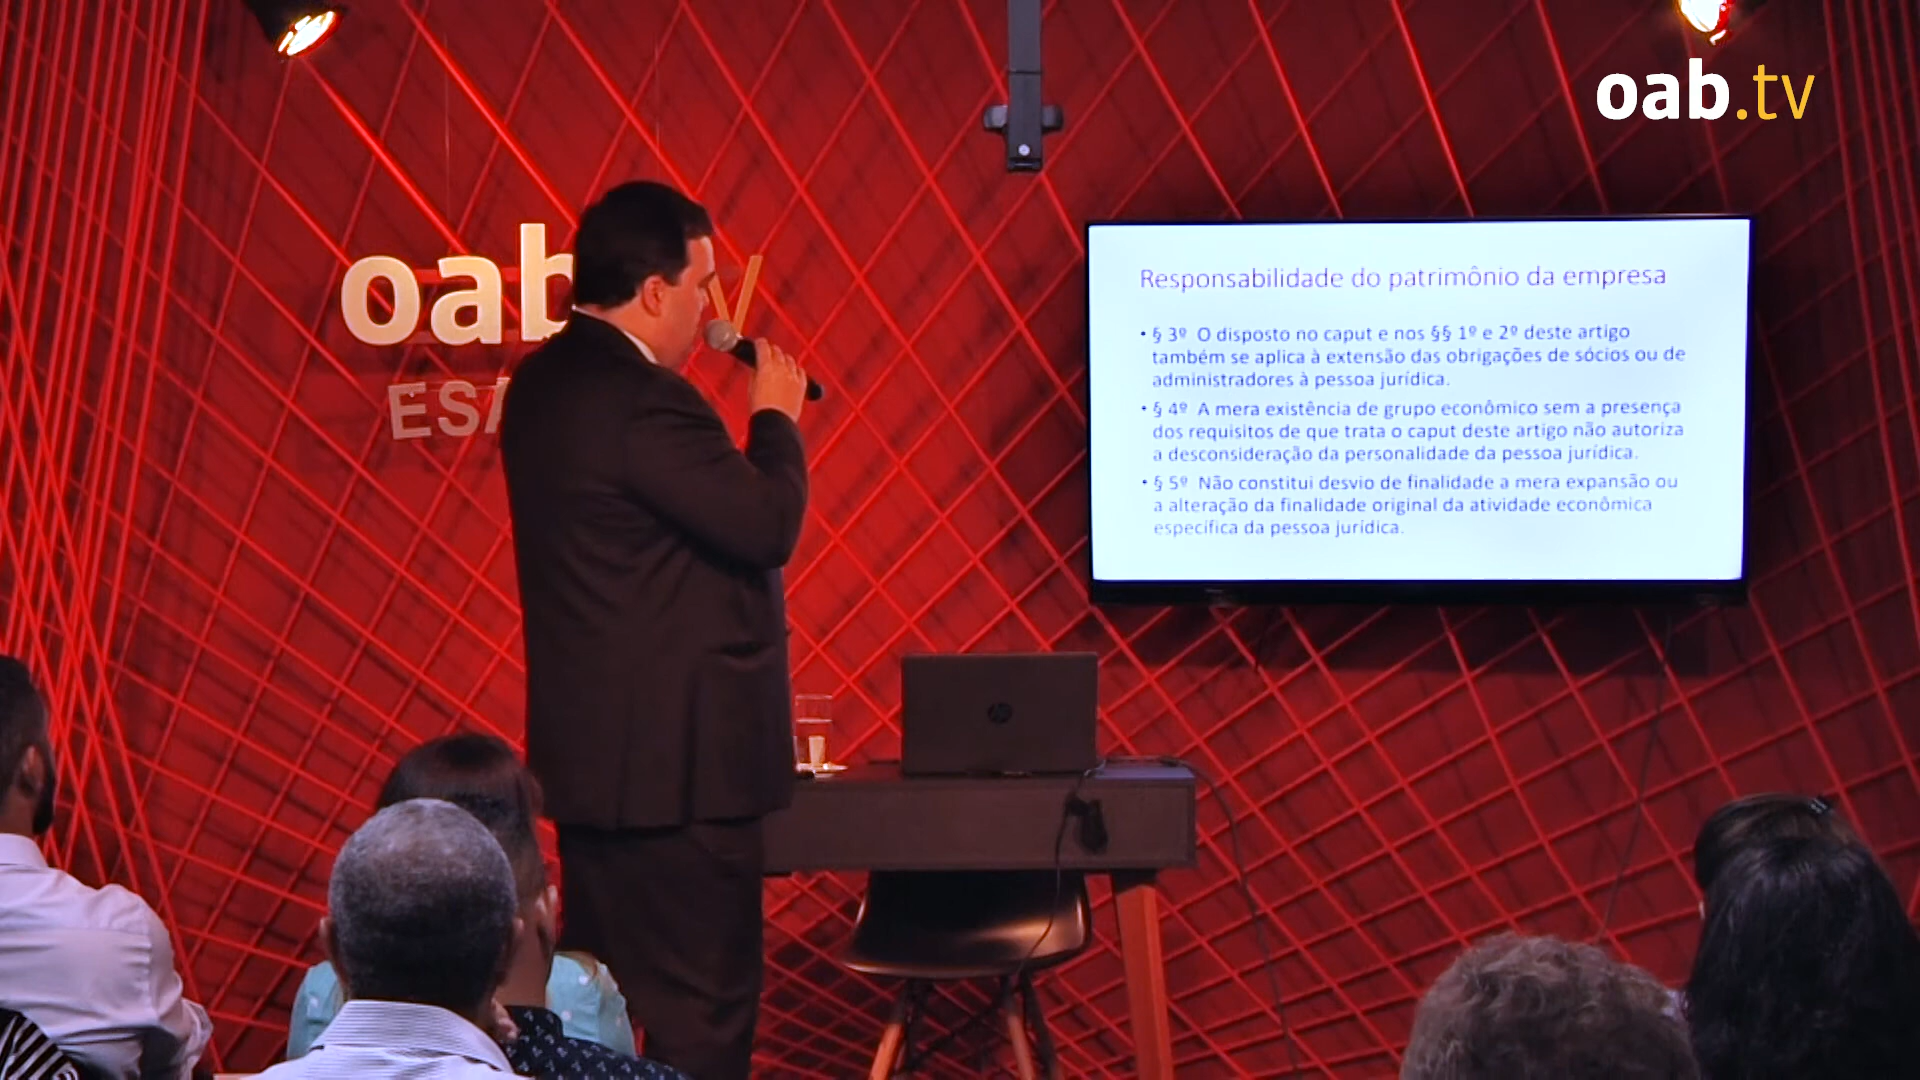 oab.tv
oab
ESA
Responsabilidade do patrimônio da empresa
• § 3º O disposto no caput e nos §§ 1º e 2º deste artigo
também se aplica à extensão das obrigações de sócios ou de
administradores à pessoa jurídica.
• § 4º A mera existência de grupo econômico sem a presença
dos requisitos de que trata o caput deste artigo não autoriza
a desconsideração da personalidade da pessoa jurídica.
• § 5º Não constitui desvio de finalidade a mera expansão ou
a alteração da finalidade original da atividade econômica
específica da pessoa jurídica.
hp